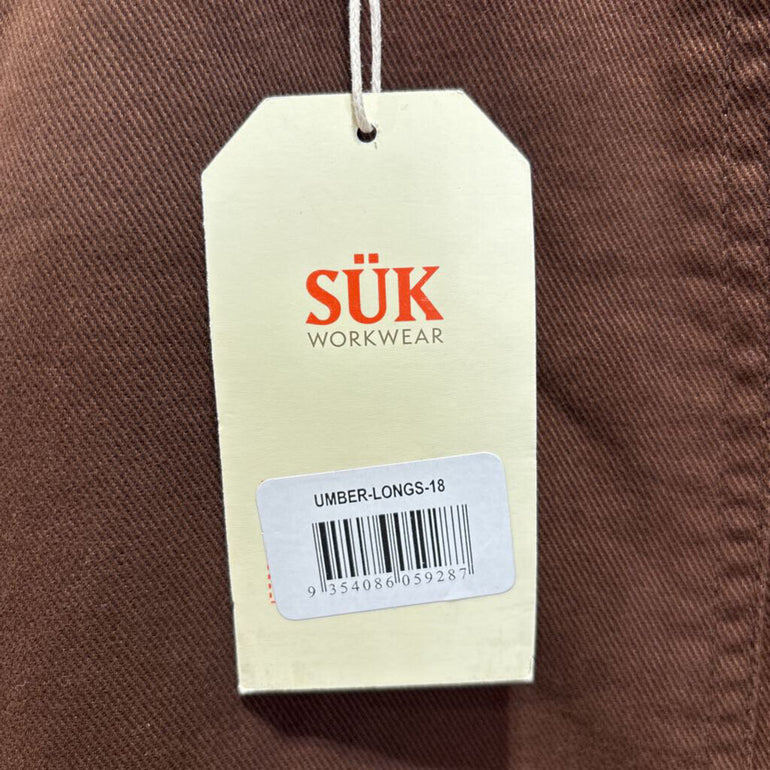 SÜK
WORKWEAR
UMBER-LONGS-18
9 354086 059287